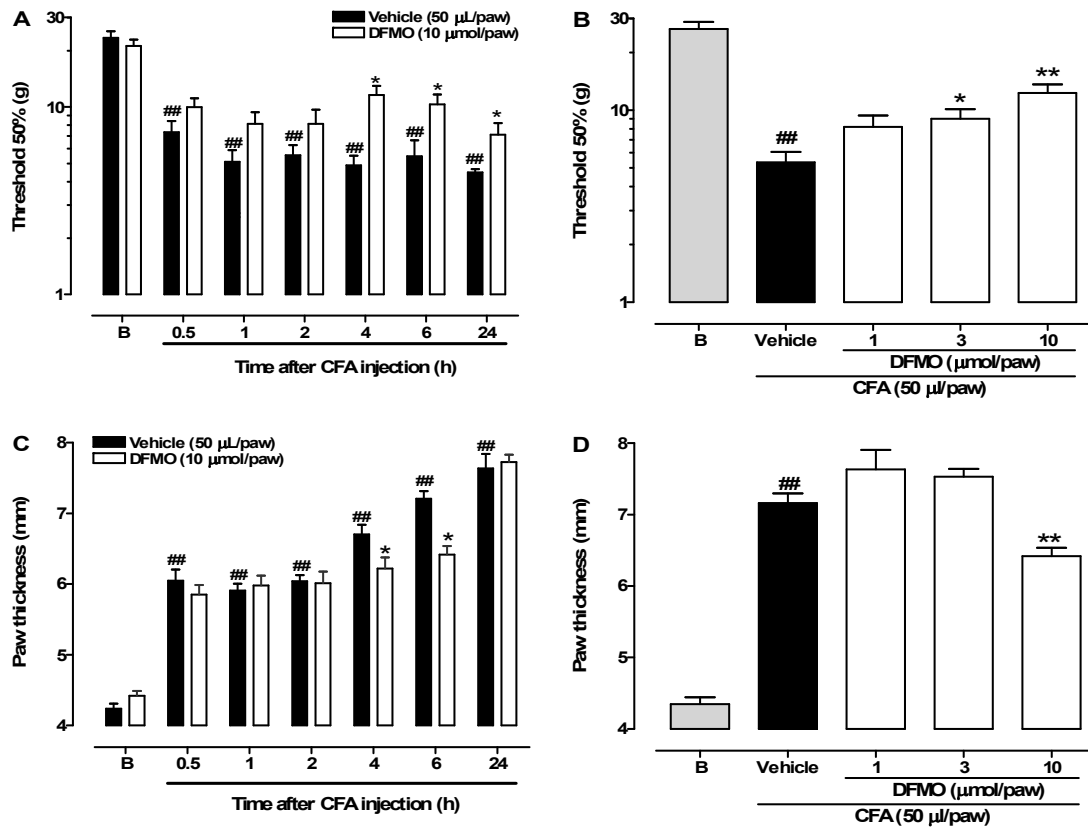 A
Vehicle (50 µL/paw)
DFMO (10 µmol/paw)
30
10
1
Threshold 50% (g)
##
##
##
##
##
##
*
*
*
B 0.5 1 2 4 6 24
Time after CFA injection (h)
B
30
10
1
Threshold 50% (g)
##
*
**
B Vehicle 1 3 10
DFMO (µmol/paw)
CFA (50 µl/paw)
C
Vehicle (50 µL/paw)
DFMO (10 µmol/paw)
8
7
6
5
4
Paw thickness (mm)
##
##
##
##
##
##
*
*
B 0.5 1 2 4 6 24
Time after CFA injection (h)
D
8
7
6
5
4
Paw thickness (mm)
##
**
B Vehicle 1 3 10
DFMO (µmol/paw)
CFA (50 µl/paw)